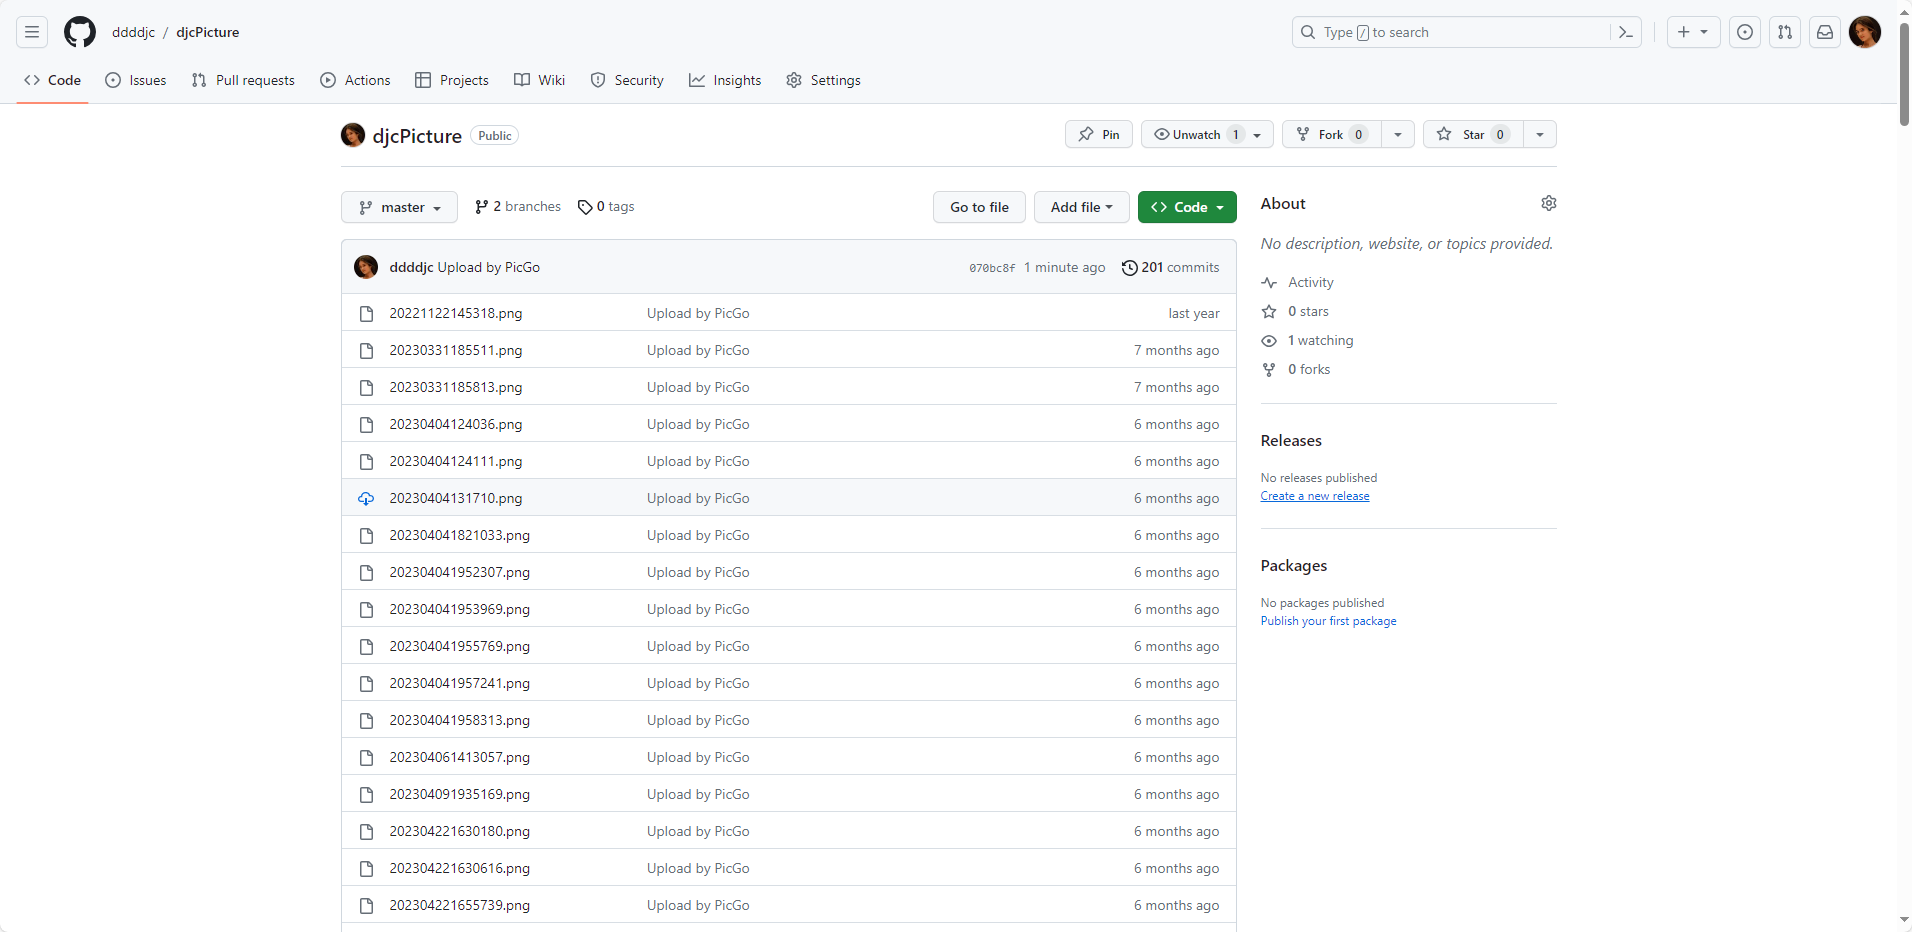 ddddjc / djcPicture
Type / to search
Code Issues Pull requests Actions Projects Wiki Security Insights Settings
djcPicture Public
Pin Unwatch 1 Fork 0 Star 0
master 2 branches 0 tags Go to file Add file Code
ddddjc Upload by PicGo 070bc8f 1 minute ago 201 commits
20221122145318.png Upload by PicGo last year
20230331185511.png Upload by PicGo 7 months ago
20230331185813.png Upload by PicGo 7 months ago
20230404124036.png Upload by PicGo 6 months ago
20230404124111.png Upload by PicGo 6 months ago
20230404131710.png Upload by PicGo 6 months ago
202304041821033.png Upload by PicGo 6 months ago
202304041952307.png Upload by PicGo 6 months ago
202304041953969.png Upload by PicGo 6 months ago
202304041955769.png Upload by PicGo 6 months ago
202304041957241.png Upload by PicGo 6 months ago
202304041958313.png Upload by PicGo 6 months ago
202304061413057.png Upload by PicGo 6 months ago
202304091935169.png Upload by PicGo 6 months ago
202304221630180.png Upload by PicGo 6 months ago
202304221630616.png Upload by PicGo 6 months ago
202304221655739.png Upload by PicGo 6 months ago
About
No description, website, or topics provided.
Activity
0 stars
1 watching
0 forks
Releases
No releases published
Create a new release
Packages
No packages published
Publish your first package